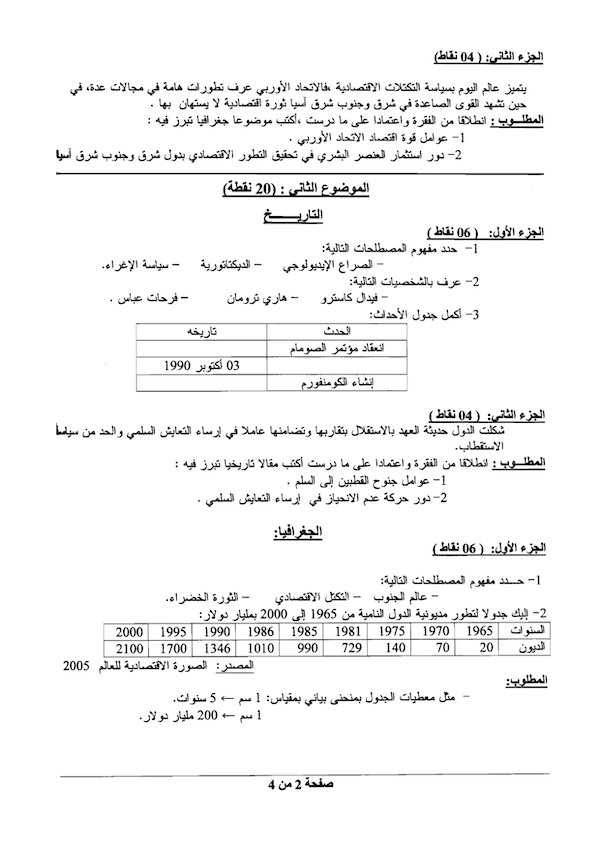 الجزء الثاني: ( 04 نقاط)
يتميز عالم اليوم بسياسة التكتلات الاقتصادية ،فالاتحاد الأوربي عرف تطورات هامة في مجالات عدة، في
حين تشهد القوى الصاعدة في شرق وجنوب شرق آسيا ثورة اقتصادية لا يستهان بها .
المطلـوب : انطلاقا من الفقرة واعتمادا على ما درست ،أكتب موضوعا جغرافيا تبرز فيه :
1- عوامل قوة اقتصاد الاتحاد الأوربي .
2- دور استثمار العنصر البشري في تحقيق التطور الاقتصادي بدول شرق وجنوب شرق آسيا
الموضوع الثاني : (20 نقطة)
التاريـــــخ
الجزء الأول: ( 06 نقاط)
1- حدد مفهوم المصطلحات التالية:
- الصراع الإيديولوجي - الديكتاتورية - سياسة الإغراء.
2- عرف بالشخصيات التالية:
- فيدال كاسترو - هاري ترومان - فرحات عباس .
3- أكمل جدول الأحداث:
الحدث تاريخه
انعقاد مؤتمر الصومام
03 أكتوبر 1990
إنشاء الكومنفورم
الجزء الثاني: ( 04 نقاط)
شكلت الدول حديثة العهد بالاستقلال بتقاربها وتضامنها عاملا في إرساء التعايش السلمي والحد من سياسة
الاستقطاب.
المطلـوب : انطلاقا من الفقرة واعتمادا على ما درست أكتب مقالا تاريخيا تبرز فيه :
1- عوامل جنوح القطبين إلى السلم .
2- دور حركة عدم الانحياز في إرساء التعايش السلمي .
الجغرافيا:
الجزء الأول: ( 06 نقاط)
1- حـــدد مفهوم المصطلحات التالية:
- عالم الجنوب - التكتل الاقتصادي - الثورة الخضراء.
2- إليك جدولا لتطور مديونية الدول النامية من 1965 إلى 2000 بمليار دولار:
السنوات 1965 1970 1975 1981 1985 1986 1990 1995 2000
الديون 20 70 140 729 990 1010 1346 1700 2100
المصدر: الصورة الاقتصادية للعالم 2005
المطلوب:
- مثل معطيات الجدول بمنحنى بياني بمقياس: 1 سم ← 5 سنوات.
1 سم ← 200 مليار دولار.
صفحة 2 من 4